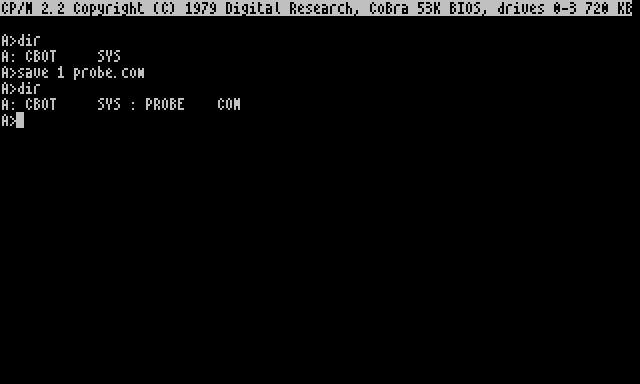 CP/M 2.2 Copyright (C) 1979 Digital Research, CoBra 53K BIOS, drives 0-3 720 KB
A>dir
A: CBOT     SYS
A>save 1 probe.com
A>dir
A: CBOT     SYS : PROBE    COM
A>